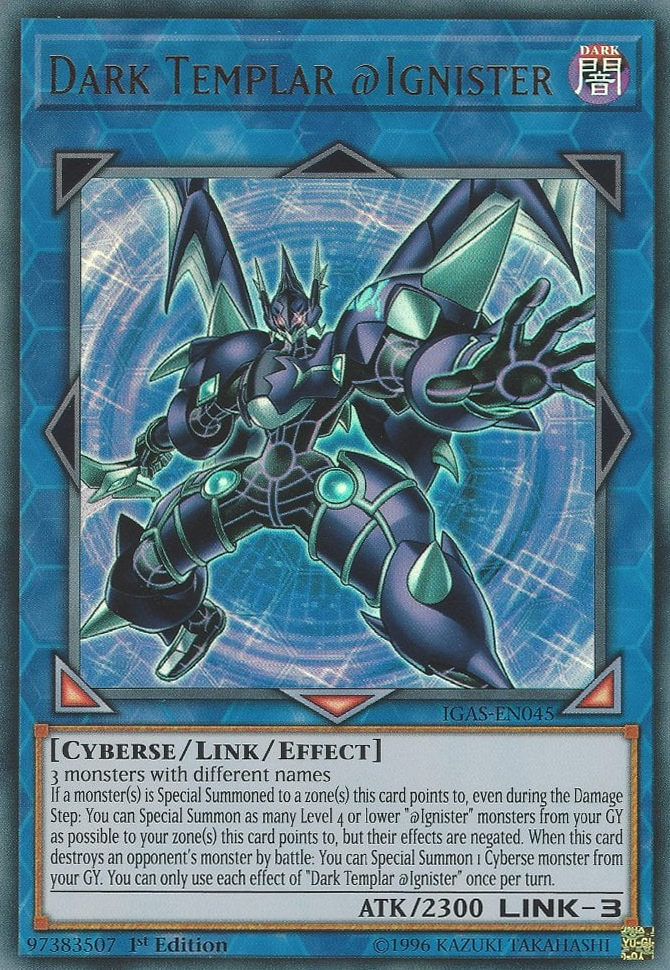 Dark Templar @Ignister
DARK
闇
IGAS-EN045
[Cyberse/Link/Effect]
3 monsters with different names
If a monster(s) is Special Summoned to a zone(s) this card points to, even during the Damage
Step: You can Special Summon as many Level 4 or lower "@Ignister" monsters from your GY
as possible to your zone(s) this card points to, but their effects are negated. When this card
destroys an opponent's monster by battle: You can Special Summon 1 Cyberse monster from
your GY. You can only use each effect of "Dark Templar @Ignister" once per turn.
ATK/2300 LINK-3
97383507 1st Edition ©1996 KAZUKI TAKAHASHI